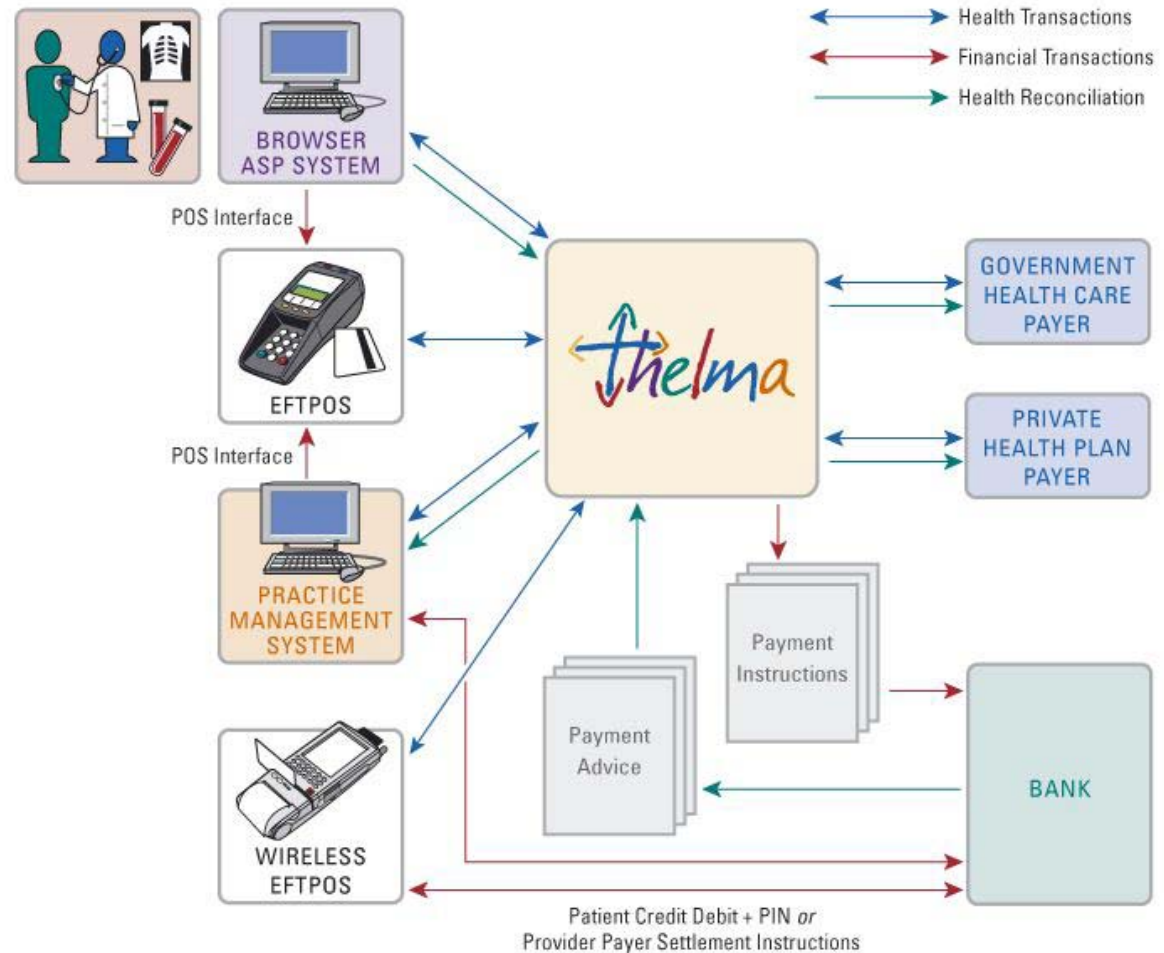 Health Transactions
Financial Transactions
Health Reconciliation
BROWSER
ASP SYSTEM
POS Interface
EFTPOS
POS Interface
PRACTICE
MANAGEMENT
SYSTEM
WIRELESS
EFTPOS
thelma
GOVERNMENT
HEALTH CARE
PAYER
PRIVATE
HEALTH PLAN
PAYER
Payment
Instructions
Payment
Advice
BANK
Patient Credit Debit + PIN or
Provider Payer Settlement Instructions